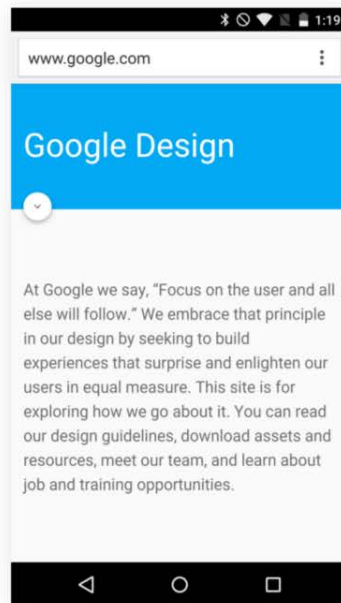 1:19
www.google.com
Google Design
At Google we say, “Focus on the user and all
else will follow.” We embrace that principle
in our design by seeking to build
experiences that surprise and enlighten our
users in equal measure. This site is for
exploring how we go about it. You can read
our design guidelines, download assets and
resources, meet our team, and learn about
job and training opportunities.